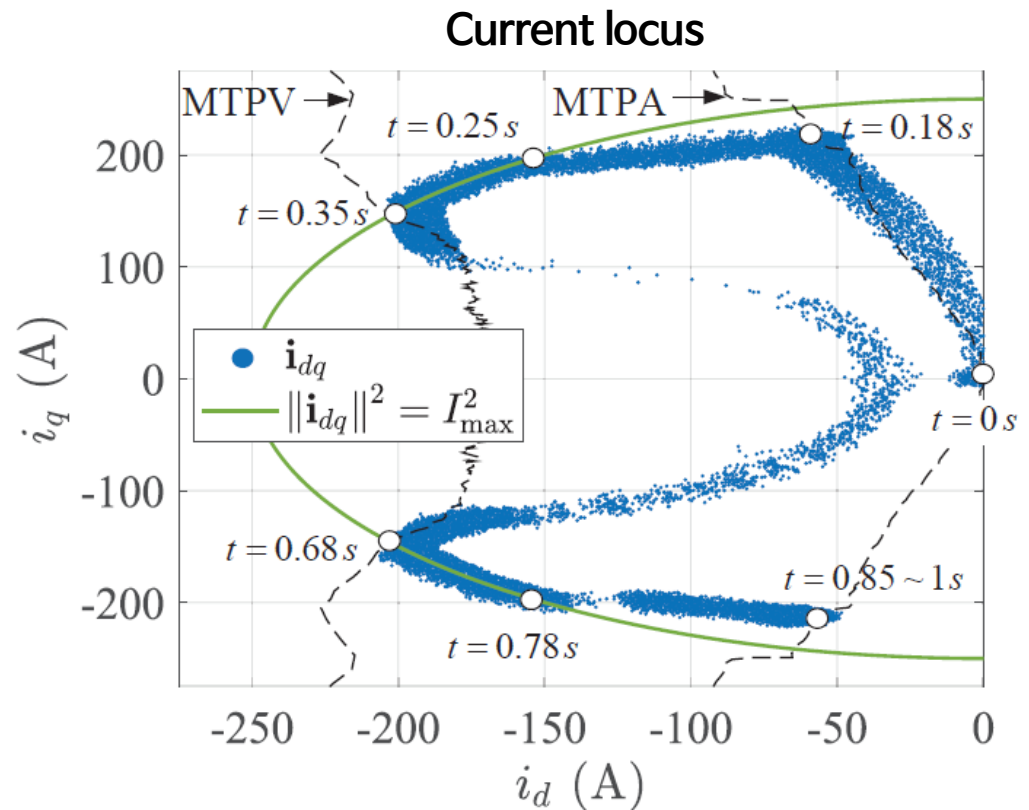 Current locus
MTPV
MTPA
t = 0.25 s
t = 0.18 s
t = 0.35 s
200
100
0
-100
-200
i_q (A)
i_dq
||i_dq||^2 = I_max^2
t = 0 s
t = 0.68 s
t = 0.85 ~ 1s
t = 0.78 s
-250 -200 -150 -100 -50 0
i_d (A)